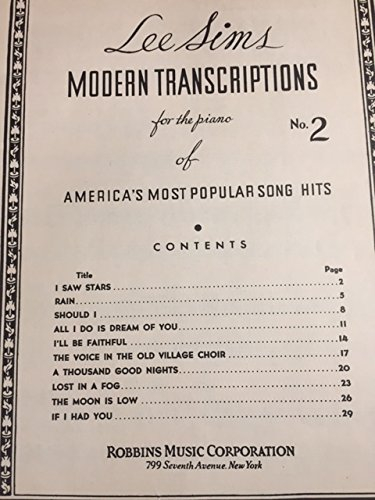 Lee Sims
MODERN TRANSCRIPTIONS
for the piano No. 2
of
AMERICA'S MOST POPULAR SONG HITS
CONTENTS
Title Page
I SAW STARS 2
RAIN 5
SHOULD I 8
ALL I DO IS DREAM OF YOU 11
I'LL BE FAITHFUL 14
THE VOICE IN THE OLD VILLAGE CHOIR 17
A THOUSAND GOOD NIGHTS 20
LOST IN A FOG 23
THE MOON IS LOW 26
IF I HAD YOU 29
ROBBINS MUSIC CORPORATION
799 Seventh Avenue, New York